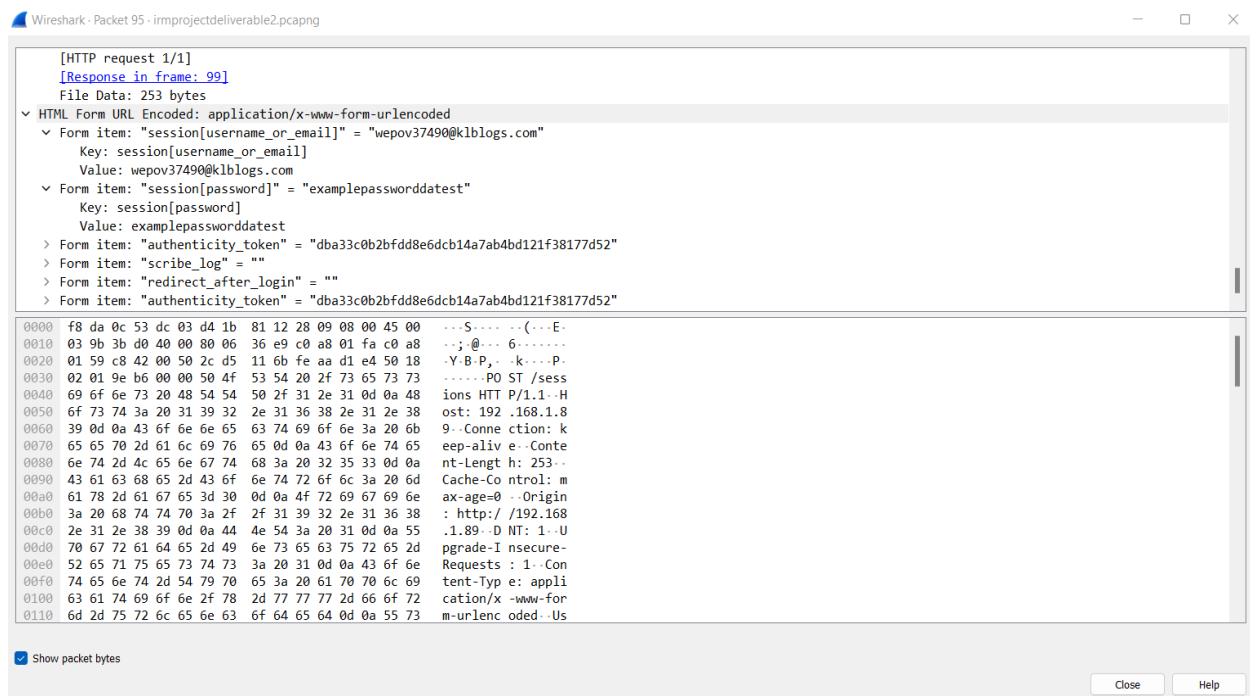 Wireshark · Packet 95 · irmprojectdeliverable2.pcapng
[HTTP request 1/1]
[Response in frame: 99]
File Data: 253 bytes
HTML Form URL Encoded: application/x-www-form-urlencoded
Form item: "session[username_or_email]" = "wepov37490@klblogs.com"
Key: session[username_or_email]
Value: wepov37490@klblogs.com
Form item: "session[password]" = "examplepassworddatest"
Key: session[password]
Value: examplepassworddatest
Form item: "authenticity_token" = "dba33c0b2bfdd8e6dcb14a7ab4bd121f38177d52"
Form item: "scribe_log" = ""
Form item: "redirect_after_login" = ""
Form item: "authenticity_token" = "dba33c0b2bfdd8e6dcb14a7ab4bd121f38177d52"
0000 f8 da 0c 53 dc 03 d4 1b 81 12 28 09 08 00 45 00 ···S···· ··(···E·
0010 03 9b 3b d0 40 00 80 06 36 e9 c0 a8 01 fa c0 a8 ··;·@··· 6·······
0020 01 59 c8 42 00 50 2c d5 11 6b fe aa d1 e4 50 18 ·Y·B·P,· ·k····P·
0030 02 01 9e b6 00 00 50 4f 53 54 20 2f 73 65 73 73 ······PO ST /sess
0040 69 6f 6e 73 20 48 54 54 50 2f 31 2e 31 0d 0a 48 ions HTT P/1.1··H
0050 6f 73 74 3a 20 31 39 32 2e 31 36 38 2e 31 2e 38 ost: 192 .168.1.8
0060 39 0d 0a 43 6f 6e 6e 65 63 74 69 6f 6e 3a 20 6b 9··Conne ction: k
0070 65 65 70 2d 61 6c 69 76 65 0d 0a 43 6f 6e 74 65 eep-aliv e··Conte
0080 6e 74 2d 4c 65 6e 67 74 68 3a 20 32 35 33 0d 0a nt-Lengt h: 253··
0090 43 61 63 68 65 2d 43 6f 6e 74 72 6f 6c 3a 20 6d Cache-Co ntrol: m
00a0 61 78 2d 61 67 65 3d 30 0d 0a 4f 72 69 67 69 6e ax-age=0 ··Origin
00b0 3a 20 68 74 74 70 3a 2f 2f 31 39 32 2e 31 36 38 : http:/ /192.168
00c0 2e 31 2e 38 39 0d 0a 44 4e 54 3a 20 31 0d 0a 55 .1.89··D NT: 1··U
00d0 70 67 72 61 64 65 2d 49 6e 73 65 63 75 72 65 2d pgrade-I nsecure-
00e0 52 65 71 75 65 73 74 73 3a 20 31 0d 0a 43 6f 6e Requests : 1··Con
00f0 74 65 6e 74 2d 54 79 70 65 3a 20 61 70 70 6c 69 tent-Typ e: appli
0100 63 61 74 69 6f 6e 2f 78 2d 77 77 77 2d 66 6f 72 cation/x -www-for
0110 6d 2d 75 72 6c 65 6e 63 6f 64 65 64 0d 0a 55 73 m-urlenc oded··Us
Show packet bytes
Close Help